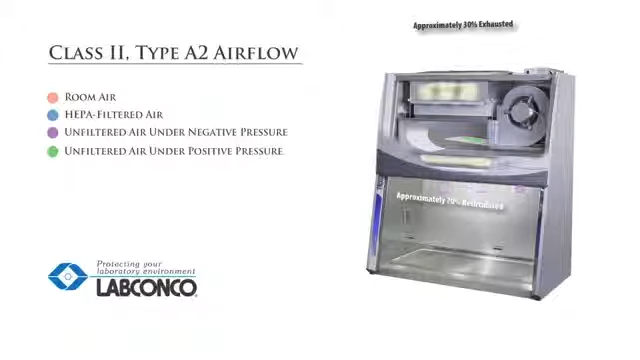 Approximately 30% Exhausted
Class II, Type A2 Airflow
Room Air
HEPA-Filtered Air
Unfiltered Air Under Negative Pressure
Unfiltered Air Under Positive Pressure
Approximately 70% Recirculated
Protecting your
laboratory environment
LABCONCO